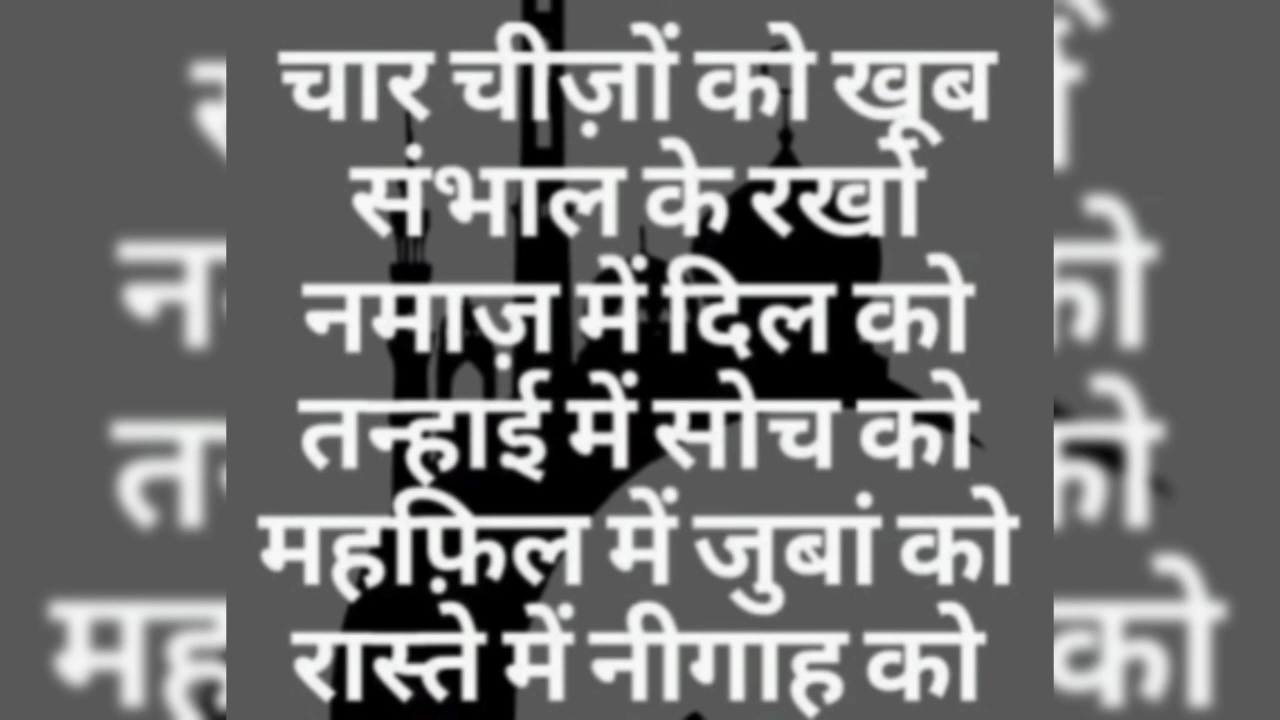 चार चीज़ों को खूब
संभाल के रखो
नमाज़ में दिल को
तन्हाई में सोच को
महफ़िल में जुबां को
रास्ते में नीगाह को